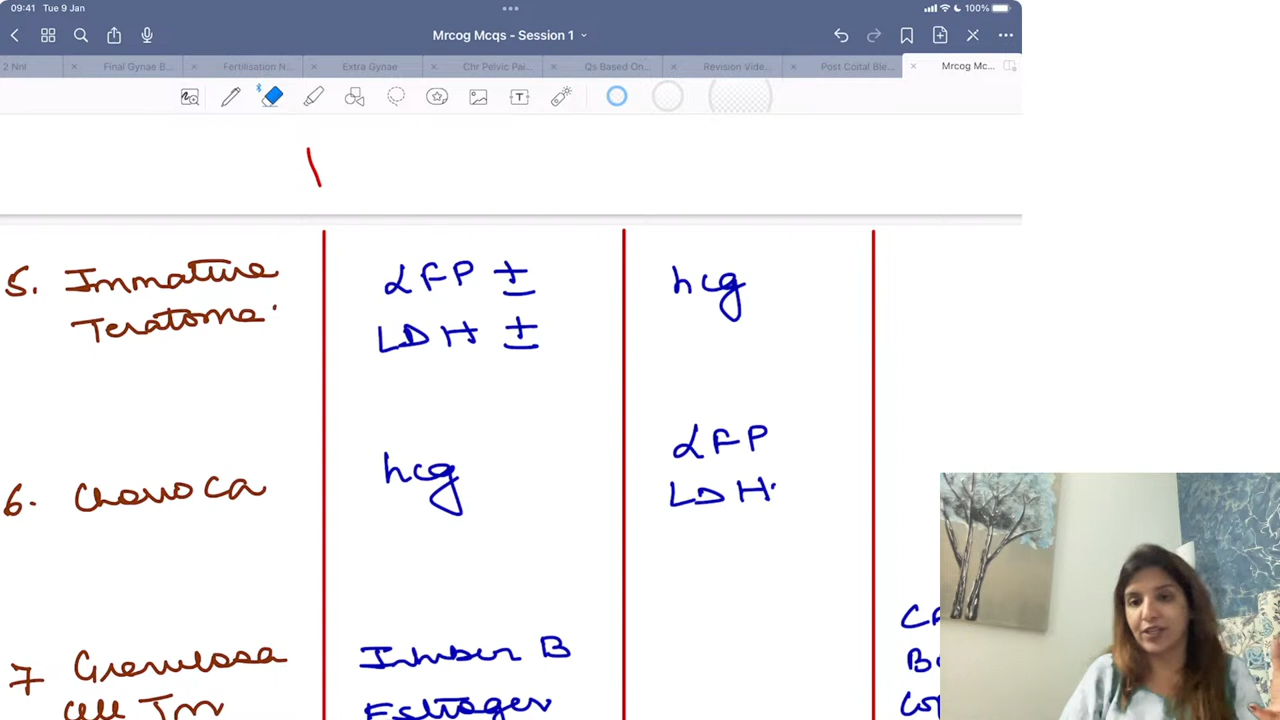 09:41 Tue 9 Jan
100%
Mrcog Mcqs - Session 1
2 Nnl
Final Gynae B...
Fertilisation N...
Extra Gynae
Chr Pelvic Pai...
Qs Based On...
Revision Vide...
Post Coital Ble...
Mrcog Mc...
5. Immature
Teratoma
αFP ±
LDH ±
hcg
6. Chorio Ca
hcg
αFP
LDH
7 Granulosa
Cell Tm
Inhibin B
Estrogen